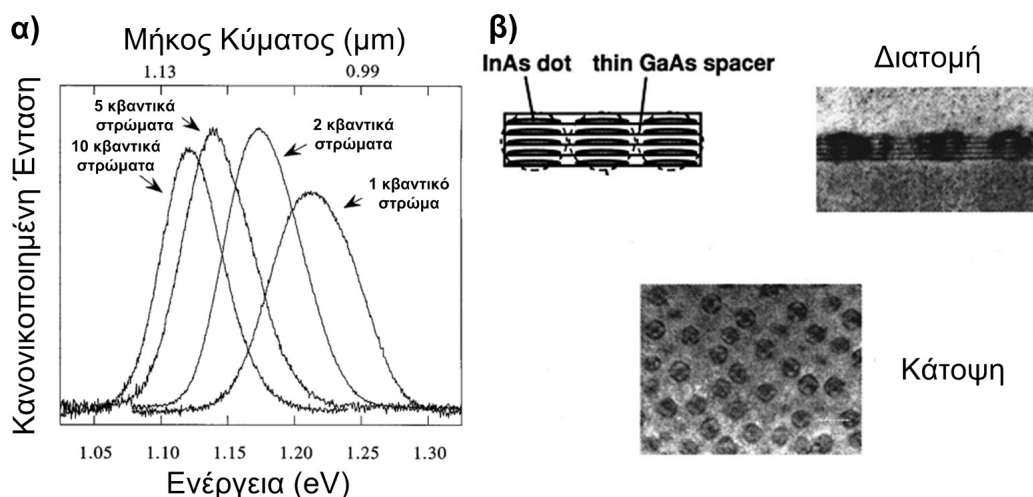 α)
Μήκος Κύματος (μm)
1.13 0.99
Κανονικοποιημένη Ένταση
5 κβαντικά
στρώματα
10 κβαντικά
στρώματα
2 κβαντικά
στρώματα
1 κβαντικό
στρώμα
1.05 1.10 1.15 1.20 1.25 1.30
Ενέργεια (eV)
β)
InAs dot thin GaAs spacer
Διατομή
Κάτοψη